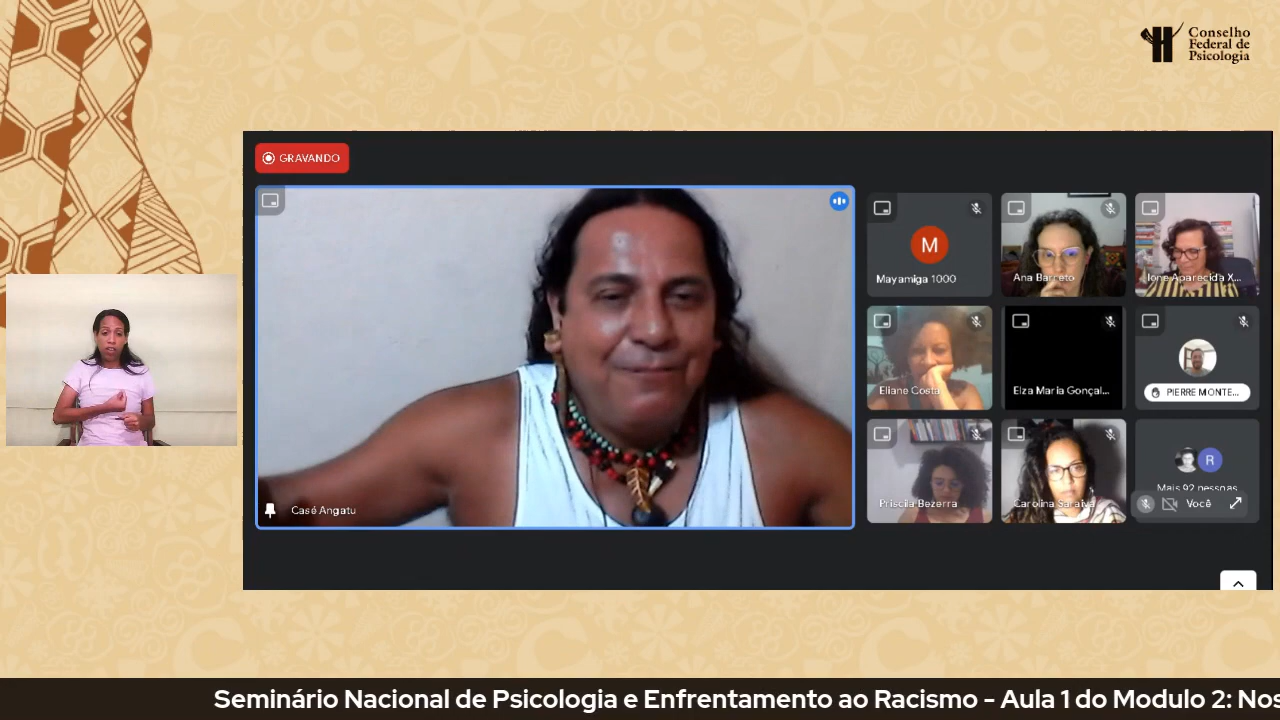 Conselho
Federal de
Psicologia
GRAVANDO
Casé Angatu
M
Mayamiga 1000
Ana Barreto
Ione Aparecida X...
Eliane Costa
Elza Maria Gonçal...
PIERRE MONTE...
Priscila Bezerra
Carolina Saraiva
R
Mais 92 pessoas
Você
Seminário Nacional de Psicologia e Enfrentamento ao Racismo - Aula 1 do Modulo 2: Nos